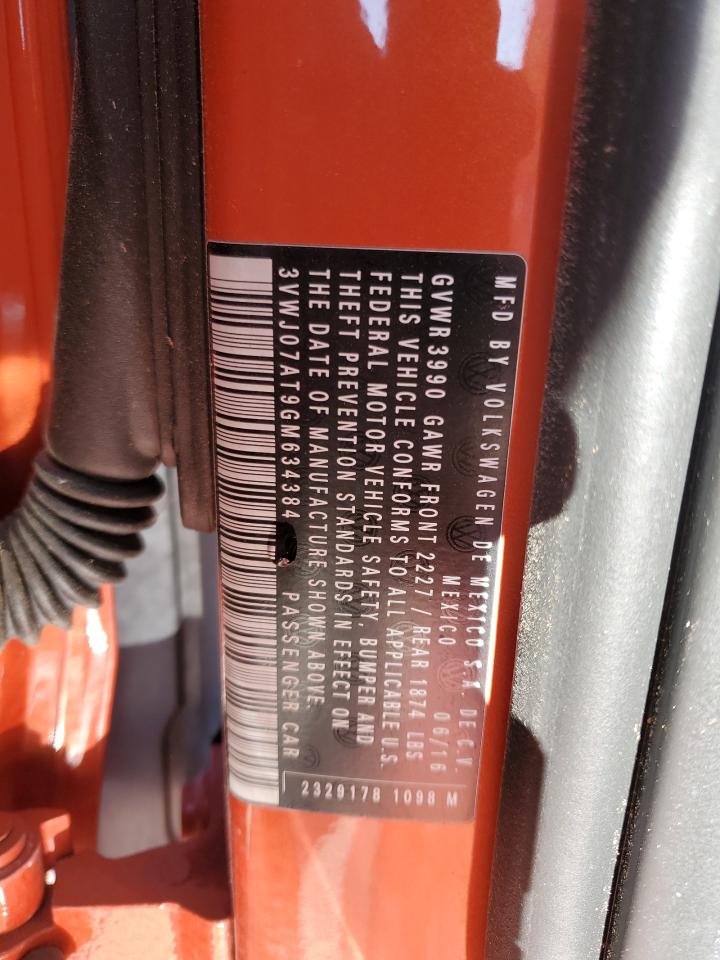 MFD BY VOLKSWAGEN DE MEXICO S.A DE C.V.
MEXICO 06/16
GVWR 3990 GAWR FRONT 2227 / REAR 1874 LBS
THIS VEHICLE CONFORMS TO ALL APPLICABLE U.S.
FEDERAL MOTOR VEHICLE SAFETY, BUMPER AND
THEFT PREVENTION STANDARDS IN EFFECT ON
THE DATE OF MANUFACTURE SHOWN ABOVE.
3VWJ07AT9GM634384 PASSENGER CAR
2329178 1098 M